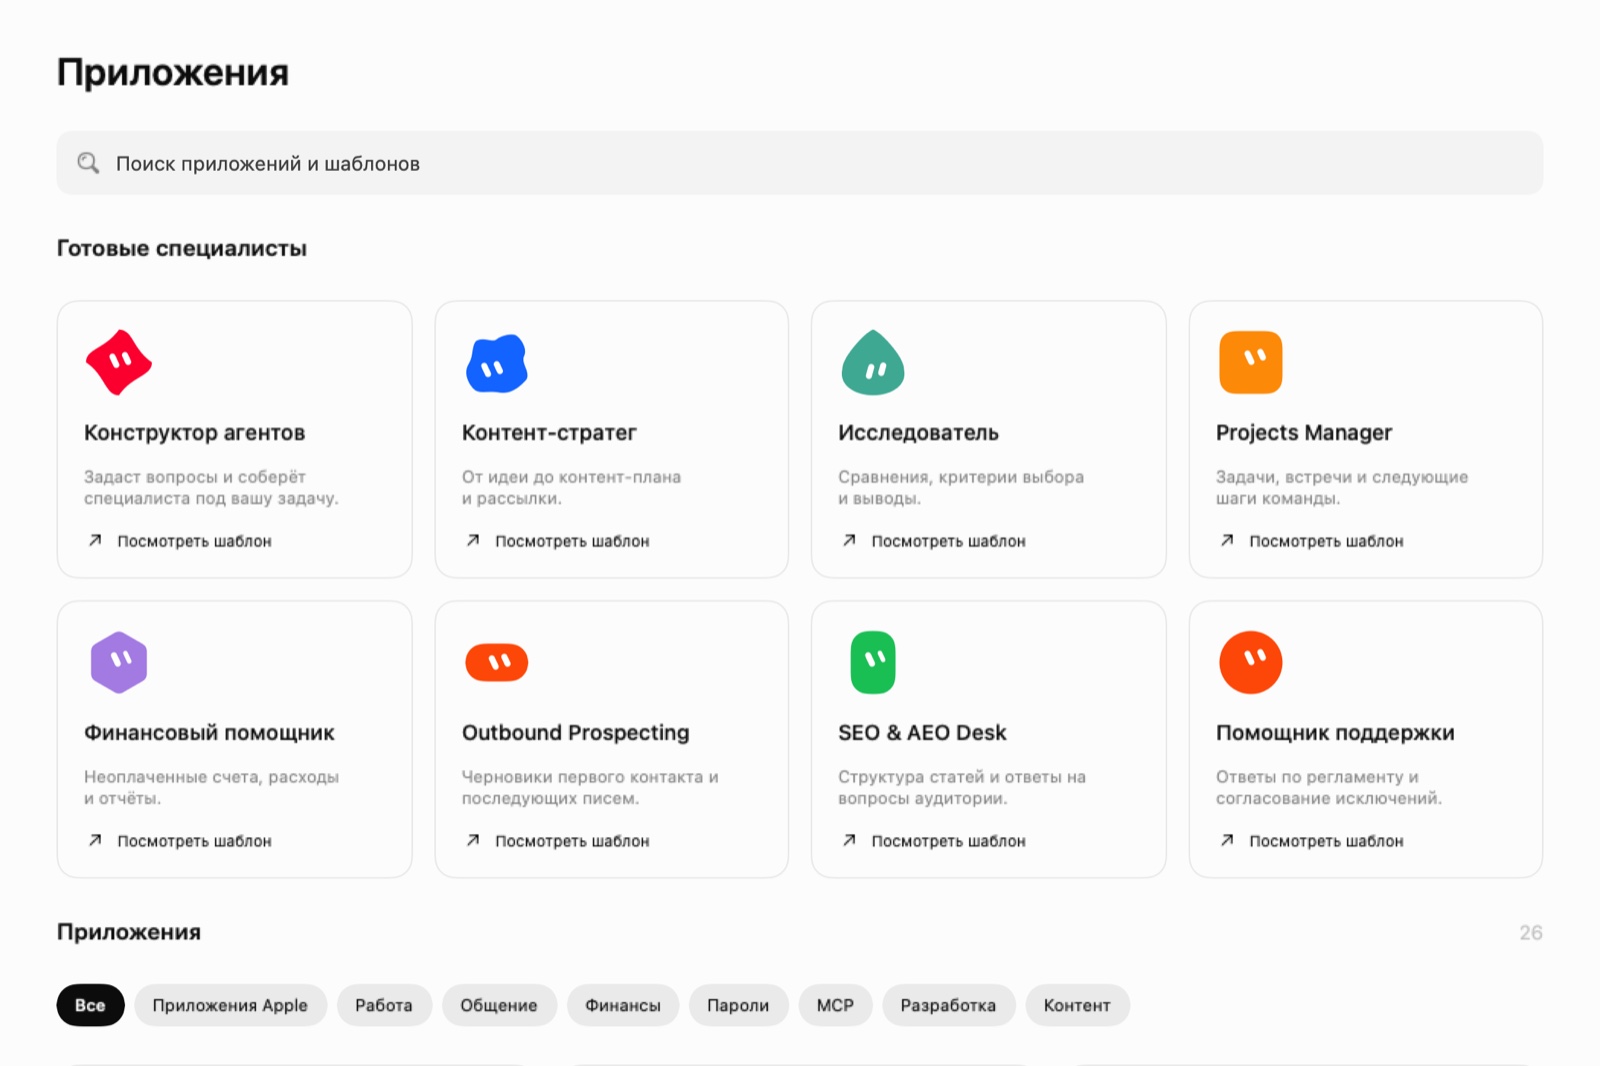 Приложения
Поиск приложений и шаблонов
Готовые специалисты
Конструктор агентов
Задаст вопросы и соберёт
специалиста под вашу задачу.
Посмотреть шаблон
Контент-стратег
От идеи до контент-плана
и рассылки.
Посмотреть шаблон
Исследователь
Сравнения, критерии выбора
и выводы.
Посмотреть шаблон
Projects Manager
Задачи, встречи и следующие
шаги команды.
Посмотреть шаблон
Финансовый помощник
Неоплаченные счета, расходы
и отчёты.
Посмотреть шаблон
Outbound Prospecting
Черновики первого контакта и
последующих писем.
Посмотреть шаблон
SEO & AEO Desk
Структура статей и ответы на
вопросы аудитории.
Посмотреть шаблон
Помощник поддержки
Ответы по регламенту и
согласование исключений.
Посмотреть шаблон
Приложения
26
Все
Приложения Apple
Работа
Общение
Финансы
Пароли
MCP
Разработка
Контент